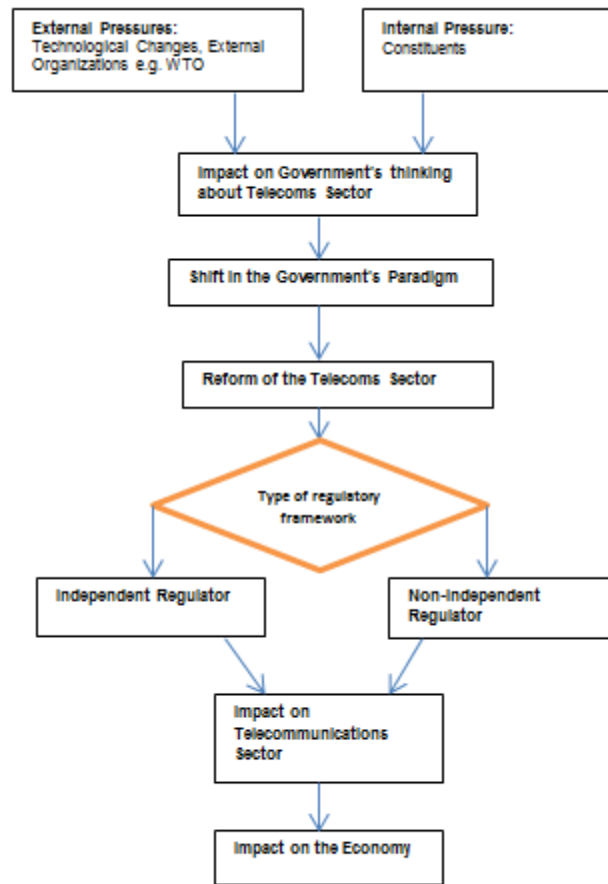 External Pressures:
Technological Changes, External
Organizations e.g. WTO
Internal Pressure:
Constituents
Impact on Government's thinking
about Telecoms Sector
Shift in the Government's Paradigm
Reform of the Telecoms Sector
Type of regulatory
framework
Independent Regulator
Non-Independent
Regulator
Impact on
Telecommunications
Sector
Impact on the Economy